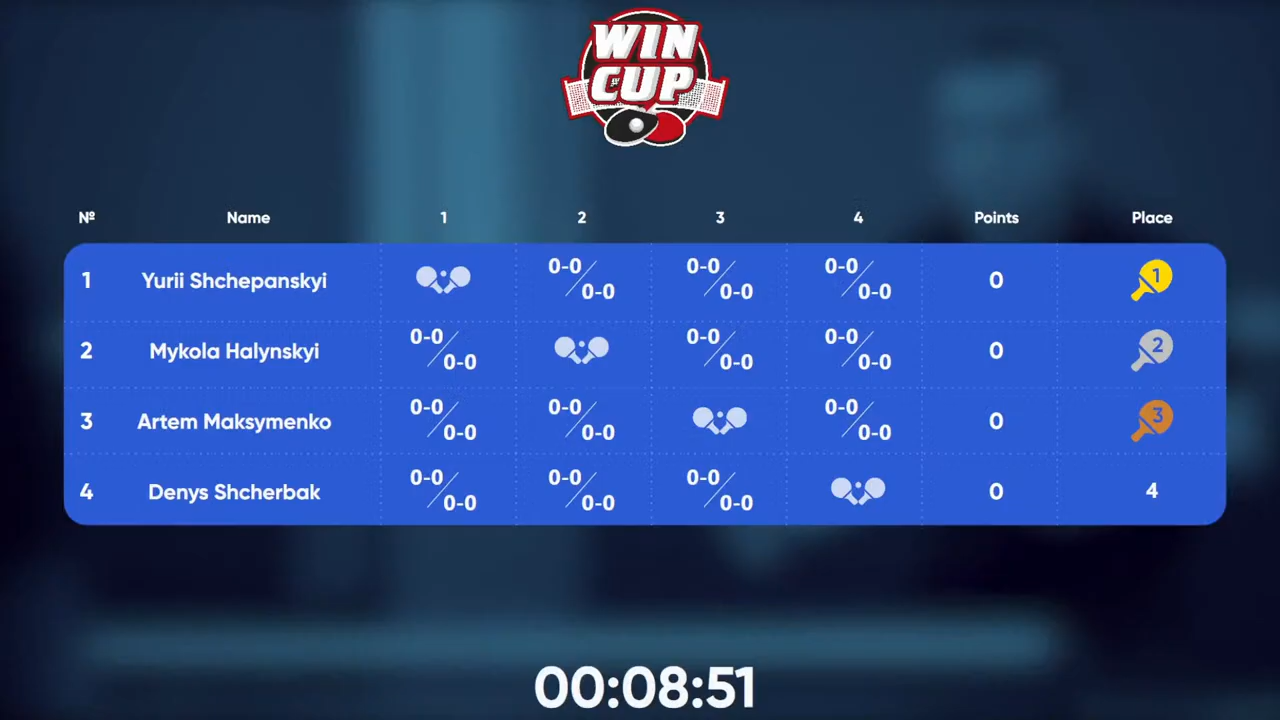 WIN
CUP
Nº Name 1 2 3 4 Points Place
1 Yurii Shchepanskyi 0-0/0-0 0-0/0-0 0-0/0-0 0 1
2 Mykola Halynskyi 0-0/0-0 0-0/0-0 0-0/0-0 0 2
3 Artem Maksymenko 0-0/0-0 0-0/0-0 0-0/0-0 0 3
4 Denys Shcherbak 0-0/0-0 0-0/0-0 0-0/0-0 0 4
00:08:51